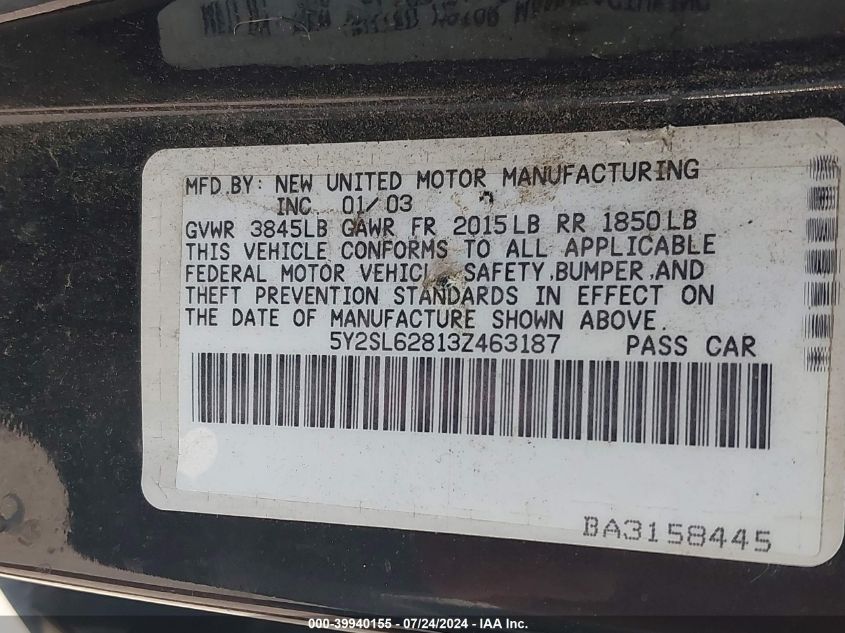 MFD.BY: NEW UNITED MOTOR MANUFACTURING
INC 01/03
GVWR 3845LB GAWR FR 2015LB RR 1850LB
THIS VEHICLE CONFORMS TO ALL APPLICABLE
FEDERAL MOTOR VEHICLE SAFETY.BUMPER.AND
THEFT PREVENTION STANDARDS IN EFFECT ON
THE DATE OF MANUFACTURE SHOWN ABOVE.
5Y2SL62813Z463187 PASS CAR
BA3158445
000-39940155 - 07/24/2024 - IAA Inc.